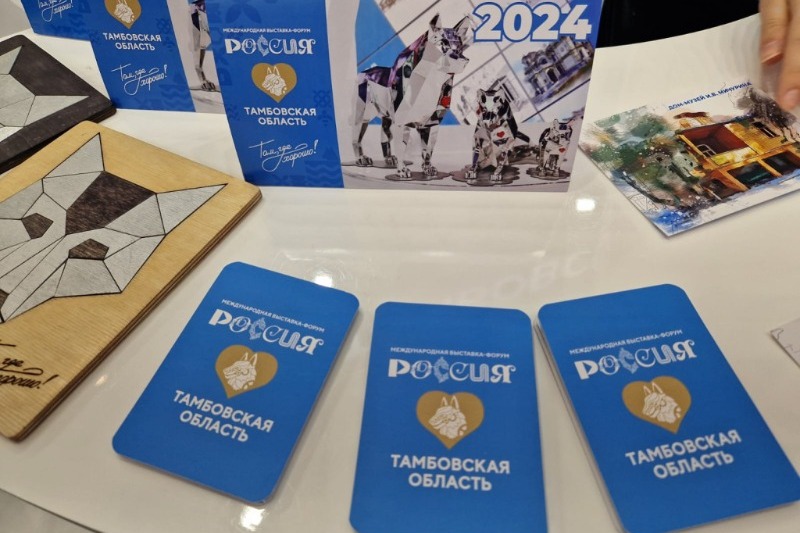 ТАМБОВСКАЯ
ОБЛАСТЬ
Там, где
хорошо!
МЕЖДУНАРОДНАЯ ВЫСТАВКА-ФОРУМ
РОССИЯ
ТАМБОВСКАЯ
ОБЛАСТЬ
Там, где
хорошо!
2024
ДОМ-МУЗЕЙ И.В. МИЧУРИНА
Там, где
хорошо!
МЕЖДУНАРОДНАЯ ВЫСТАВКА-ФОРУМ
РОССИЯ
ТАМБОВСКАЯ
ОБЛАСТЬ
МЕЖДУНАРОДНАЯ ВЫСТАВКА-ФОРУМ
РОССИЯ
ТАМБОВСКАЯ
ОБЛАСТЬ
МЕЖДУНАРОДНАЯ ВЫСТАВКА-ФОРУМ
РОССИЯ
ТАМБОВСКАЯ
ОБЛАСТЬ